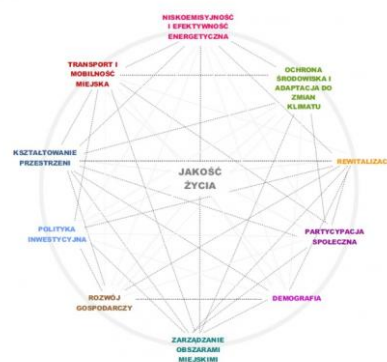 NISKOEMISYJNOŚĆ
I EFEKTYWNOŚĆ
ENERGETYCZNA
TRANSPORT I
MOBILNOŚĆ
MIEJSKA
OCHRONA
ŚRODOWISKA I
ADAPTACJA DO
ZMIAN
KLIMATU
KSZTAŁTOWANIE
PRZESTRZENI
REWITALIZAC
JAKOŚĆ
ŻYCIA
POLITYKA
INWESTYCYJNA
PARTYCYPACJA
SPOŁECZNA
ROZWÓJ
GOSPODARCZY
DEMOGRAFIA
ZARZĄDZANIE
OBSZARAMI
MIEJSKIMI